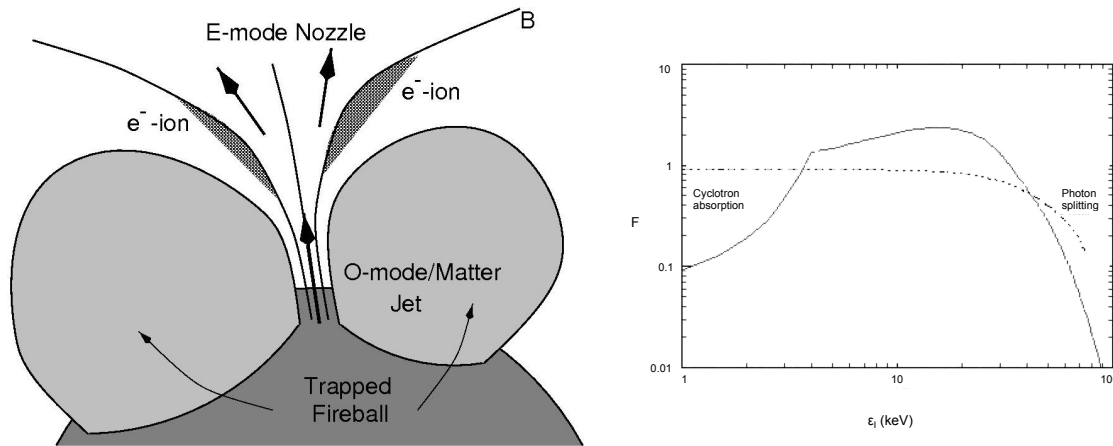 E-mode Nozzle
B
e⁻-ion
e⁻-ion
O-mode/Matter
Jet
Trapped
Fireball
10
1
0.1
0.01
F
Cyclotron
absorption
Photon
splitting
1
10
100
εₗ (keV)